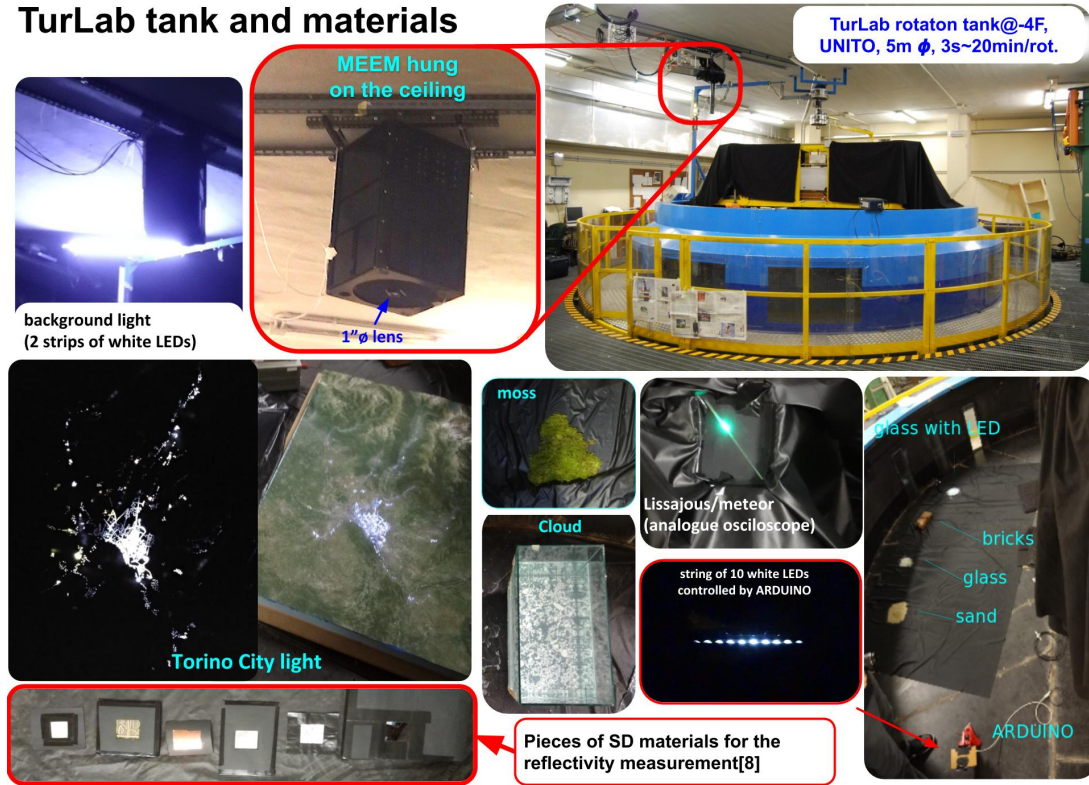 TurLab tank and materials
TurLab rotaton tank@-4F,
UNITO, 5m ϕ, 3s~20min/rot.
MEEM hung
on the ceiling
1”ø lens
background light
(2 strips of white LEDs)
Torino City light
moss
Lissajous/meteor
(analogue osciloscope)
Cloud
string of 10 white LEDs
controlled by ARDUINO
glass with LED
bricks
glass
sand
ARDUINO
Pieces of SD materials for the
reflectivity measurement[8]